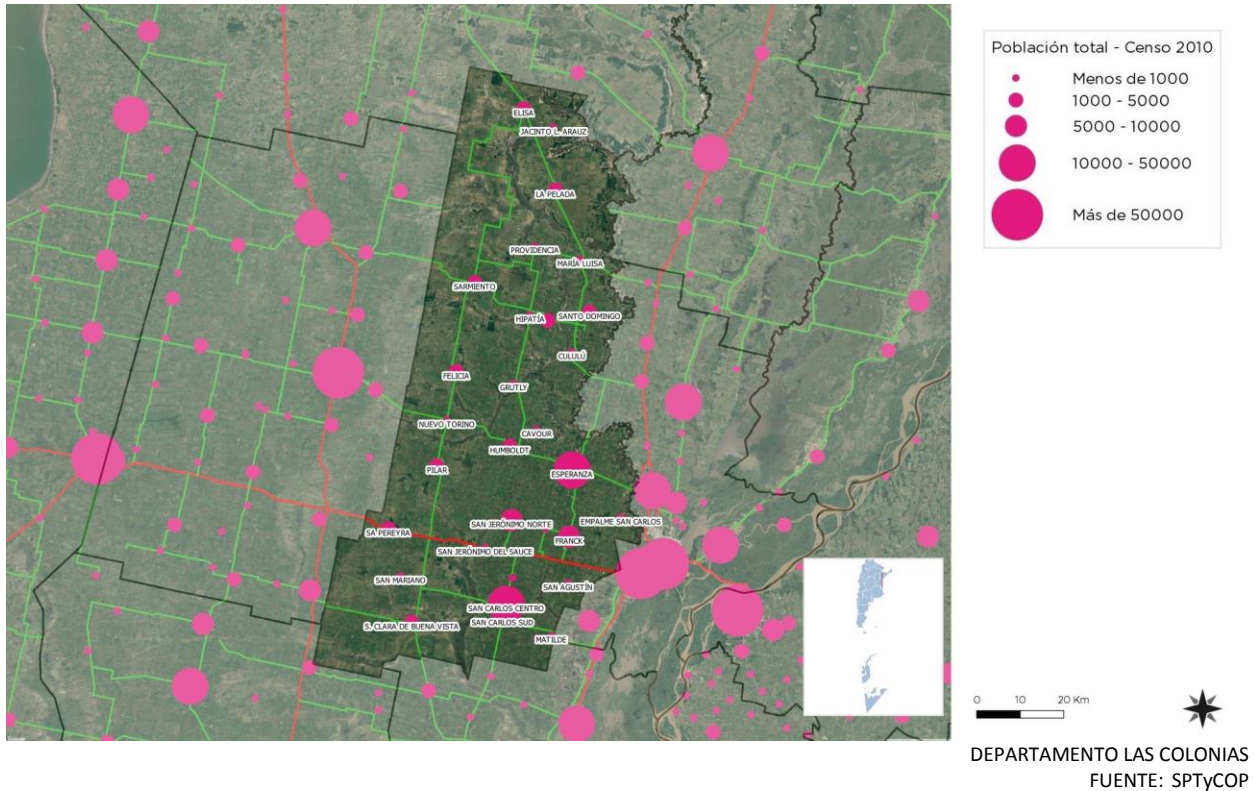 Población total - Censo 2010
Menos de 1000
1000 - 5000
5000 - 10000
10000 - 50000
Más de 50000
ELISA
JACINTO L. ARAUZ
LA PELADA
PROVIDENCIA
MARÍA LUISA
SARMIENTO
HIPATÍA
SANTO DOMINGO
CULULÚ
FELICIA
GRUTLY
NUEVO TORINO
CAVOUR
HUMBOLDT
PILAR
ESPERANZA
SAN JERÓNIMO NORTE
EMPALME SAN CARLOS
SA PEREYRA
FRANCK
SAN JERÓNIMO DEL SAUCE
SAN MARIANO
SAN AGUSTÍN
SAN CARLOS CENTRO
SAN CARLOS SUD
S. CLARA DE BUENA VISTA
MATILDE
0 10 20 Km
DEPARTAMENTO LAS COLONIAS
FUENTE: SPTyCOP